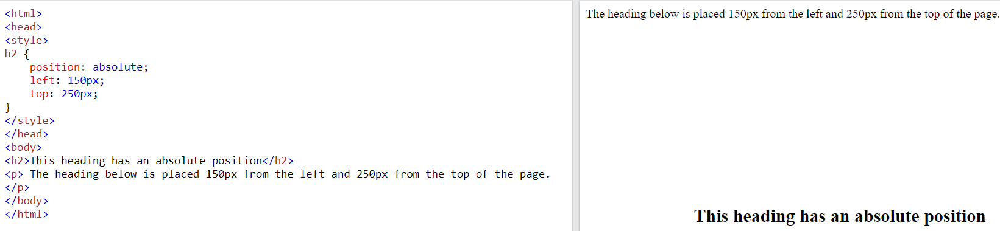 <html>
<head>
<style>
h2 {
    position: absolute;
    left: 150px;
    top: 250px;
}
</style>
</head>
<body>
<h2>This heading has an absolute position</h2>
<p> The heading below is placed 150px from the left and 250px from the top of the page.
</p>
</body>
</html>
The heading below is placed 150px from the left and 250px from the top of the page.
This heading has an absolute position